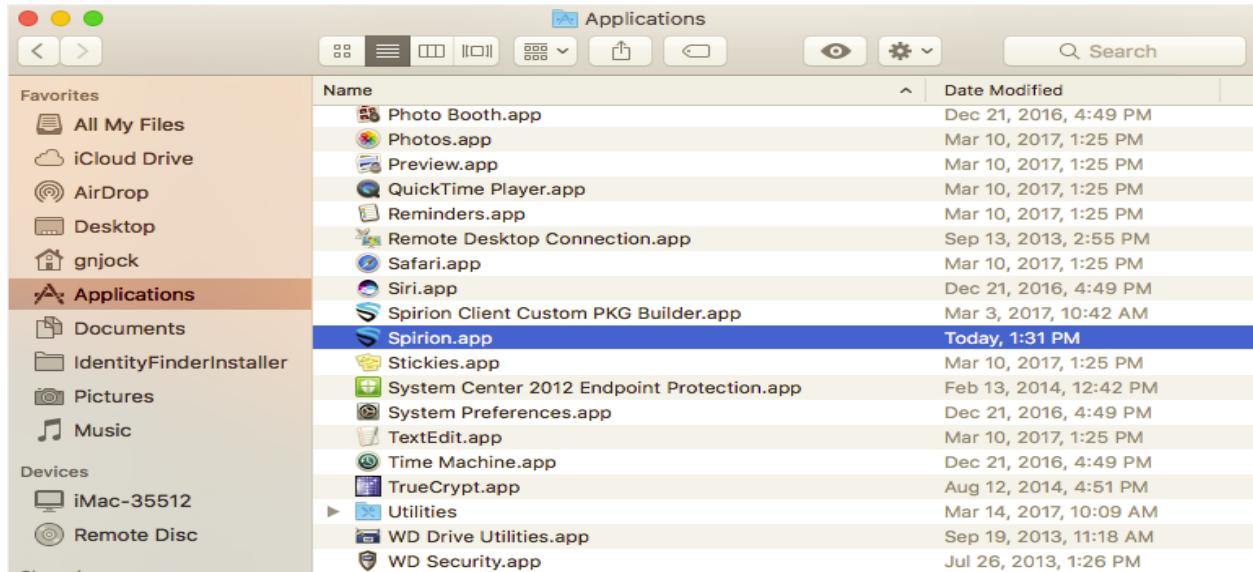 Applications
Search
Favorites
All My Files
iCloud Drive
AirDrop
Desktop
gnjock
Applications
Documents
IdentityFinderInstaller
Pictures
Music
Devices
iMac-35512
Remote Disc
Name Date Modified
Photo Booth.app Dec 21, 2016, 4:49 PM
Photos.app Mar 10, 2017, 1:25 PM
Preview.app Mar 10, 2017, 1:25 PM
QuickTime Player.app Mar 10, 2017, 1:25 PM
Reminders.app Mar 10, 2017, 1:25 PM
Remote Desktop Connection.app Sep 13, 2013, 2:55 PM
Safari.app Mar 10, 2017, 1:25 PM
Siri.app Dec 21, 2016, 4:49 PM
Spirion Client Custom PKG Builder.app Mar 3, 2017, 10:42 AM
Spirion.app Today, 1:31 PM
Stickies.app Mar 10, 2017, 1:25 PM
System Center 2012 Endpoint Protection.app Feb 13, 2014, 12:42 PM
System Preferences.app Dec 21, 2016, 4:49 PM
TextEdit.app Mar 10, 2017, 1:25 PM
Time Machine.app Dec 21, 2016, 4:49 PM
TrueCrypt.app Aug 12, 2014, 4:51 PM
Utilities Mar 14, 2017, 10:09 AM
WD Drive Utilities.app Sep 19, 2013, 11:18 AM
WD Security.app Jul 26, 2013, 1:26 PM